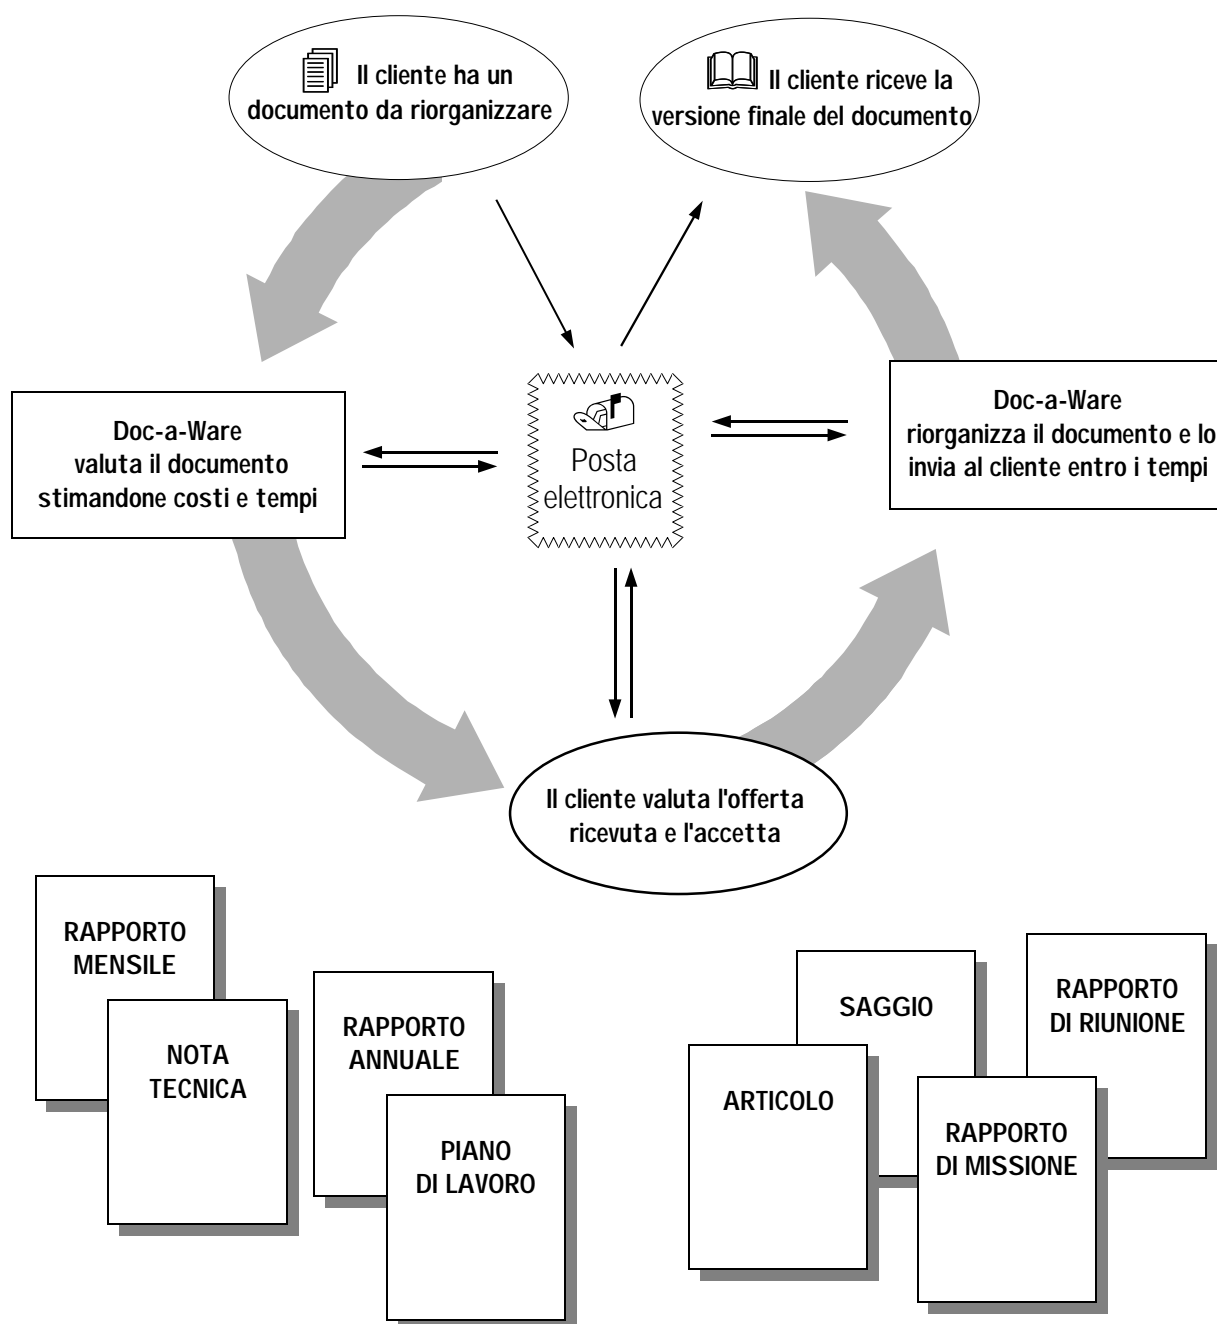 Il cliente ha un
documento da riorganizzare
Il cliente riceve la
versione finale del documento
Doc-a-Ware
valuta il documento
stimandone costi e tempi
Posta
elettronica
Doc-a-Ware
riorganizza il documento e lo
invia al cliente entro i tempi
Il cliente valuta l'offerta
ricevuta e l'accetta
RAPPORTO
MENSILE
NOTA
TECNICA
RAPPORTO
ANNUALE
PIANO
DI LAVORO
SAGGIO
ARTICOLO
RAPPORTO
DI RIUNIONE
RAPPORTO
DI MISSIONE